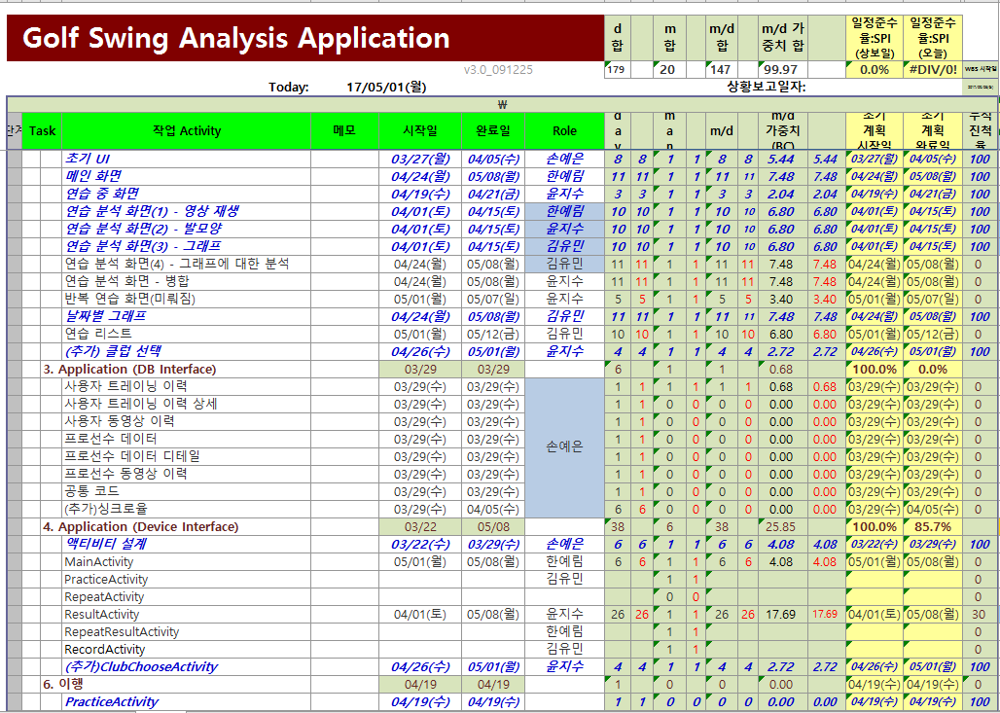 Golf Swing Analysis Application d 합 m 합 m/d 합 m/d 가중치 합 일정준수율:SPI (상보일) 일정준수율:SPI (오늘)
v3.0_091225 179 20 147 99.97 0.0% #DIV/0! WBS 시작일
Today: 17/05/01(월) 상황보고일자:
₩
단계 Task 작업 Activity 메모 시작일 완료일 Role day man m/d m/d 가중치 (BC) 초기 계획 시작일 초기 계획 완료일 누적 진척율
초기 UI 03/27(월) 04/05(수) 손예은 8 8 1 1 8 8 5.44 5.44 03/27(월) 04/05(수) 100
메인 화면 04/24(월) 05/08(월) 한예림 11 11 1 1 11 11 7.48 7.48 04/24(월) 05/08(월) 100
연습 중 화면 04/19(수) 04/21(금) 윤지수 3 3 1 1 3 3 2.04 2.04 04/19(수) 04/21(금) 100
연습 분석 화면(1) - 영상 재생 04/01(토) 04/15(토) 한예림 10 10 1 1 10 10 6.80 6.80 04/01(토) 04/15(토) 100
연습 분석 화면(2) - 발모양 04/01(토) 04/15(토) 윤지수 10 10 1 1 10 10 6.80 6.80 04/01(토) 04/15(토) 100
연습 분석 화면(3) - 그래프 04/01(토) 04/15(토) 김유민 10 10 1 1 10 10 6.80 6.80 04/01(토) 04/15(토) 100
연습 분석 화면(4) - 그래프에 대한 분석 04/24(월) 05/08(월) 김유민 11 11 1 1 11 11 7.48 7.48 04/24(월) 05/08(월) 0
연습 분석 화면 - 병합 04/24(월) 05/08(월) 윤지수 11 11 1 1 11 11 7.48 7.48 04/24(월) 05/08(월) 0
반복 연습 화면(미뤄짐) 05/01(월) 05/07(일) 윤지수 5 5 1 1 5 5 3.40 3.40 05/01(월) 05/07(일) 0
날짜별 그래프 04/24(월) 05/08(월) 김유민 11 11 1 1 11 11 7.48 7.48 04/24(월) 05/08(월) 100
연습 리스트 05/01(월) 05/12(금) 김유민 10 10 1 1 10 10 6.80 6.80 05/01(월) 05/12(금) 0
(추가) 클럽 선택 04/26(수) 05/01(월) 윤지수 4 4 1 1 4 4 2.72 2.72 04/26(수) 05/01(월) 100
3. Application (DB Interface) 03/29 03/29 6 1 1 0.68 100.0% 0.0%
사용자 트레이닝 이력 03/29(수) 03/29(수) 1 1 1 1 1 1 0.68 0.68 03/29(수) 03/29(수) 0
사용자 트레이닝 이력 상세 03/29(수) 03/29(수) 1 1 0 0 0 0 0.00 0.00 03/29(수) 03/29(수) 0
사용자 동영상 이력 03/29(수) 03/29(수) 1 1 0 0 0 0 0.00 0.00 03/29(수) 03/29(수) 0
프로선수 데이터 03/29(수) 03/29(수) 1 1 0 0 0 0 0.00 0.00 03/29(수) 03/29(수) 0
프로선수 데이터 디테일 03/29(수) 03/29(수) 손예은 1 1 0 0 0 0 0.00 0.00 03/29(수) 03/29(수) 0
프로선수 동영상 이력 03/29(수) 03/29(수) 1 1 0 0 0 0 0.00 0.00 03/29(수) 03/29(수) 0
공통 코드 03/29(수) 03/29(수) 1 1 0 0 0 0 0.00 0.00 03/29(수) 03/29(수) 0
(추가)싱크로율 03/29(수) 04/05(수) 6 6 0 0 0 0 0.00 0.00 03/29(수) 04/05(수) 0
4. Application (Device Interface) 03/22 05/08 38 6 38 25.85 100.0% 85.7%
액티비티 설계 03/22(수) 03/29(수) 손예은 6 6 1 1 6 6 4.08 4.08 03/22(수) 03/29(수) 100
MainActivity 05/01(월) 05/08(월) 한예림 6 6 1 1 6 6 4.08 4.08 05/01(월) 05/08(월) 0
PracticeActivity 김유민 1 1 0
RepeatActivity 0 0 0
ResultActivity 04/01(토) 05/08(월) 윤지수 26 26 1 1 26 26 17.69 17.69 04/01(토) 05/08(월) 30
RepeatResultActivity 한예림 1 1 0
RecordActivity 김유민 1 1 0
(추가)ClubChooseActivity 04/26(수) 05/01(월) 윤지수 4 4 1 1 4 4 2.72 2.72 04/26(수) 05/01(월) 100
6. 이행 04/19 04/19 1 0 0 0.00 04/19(수) 04/19(수) 0
PracticeActivity 04/19(수) 04/19(수) 1 1 0 0 0 0 0.00 0.00 04/19(수) 04/19(수) 100